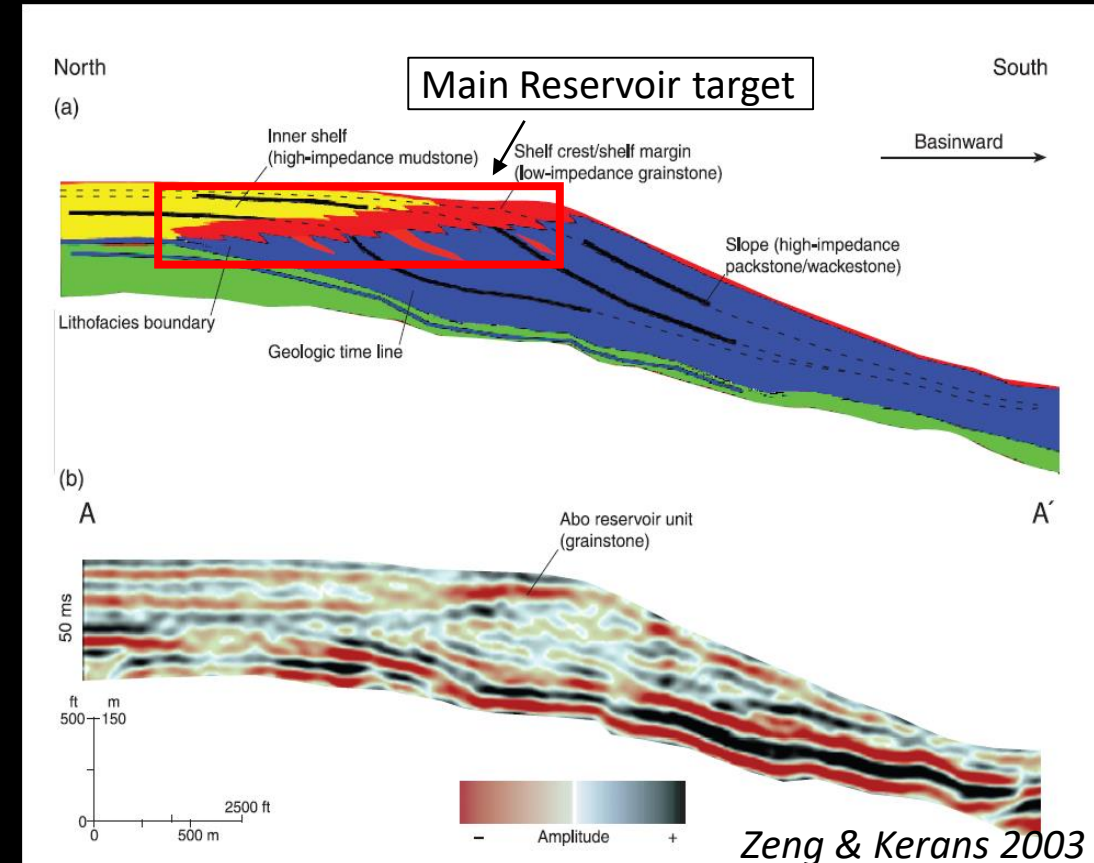 North
South
(a)
Main Reservoir target
Inner shelf
(high-impedance mudstone)
Shelf crest/shelf margin
(low-impedance grainstone)
Basinward
Slope (high-impedance
packstone/wackestone)
Lithofacies boundary
Geologic time line
(b)
A
A′
Abo reservoir unit
(grainstone)
50 ms
ft m
500 150
2500 ft
0
0
500 m
– Amplitude +
Zeng & Kerans 2003